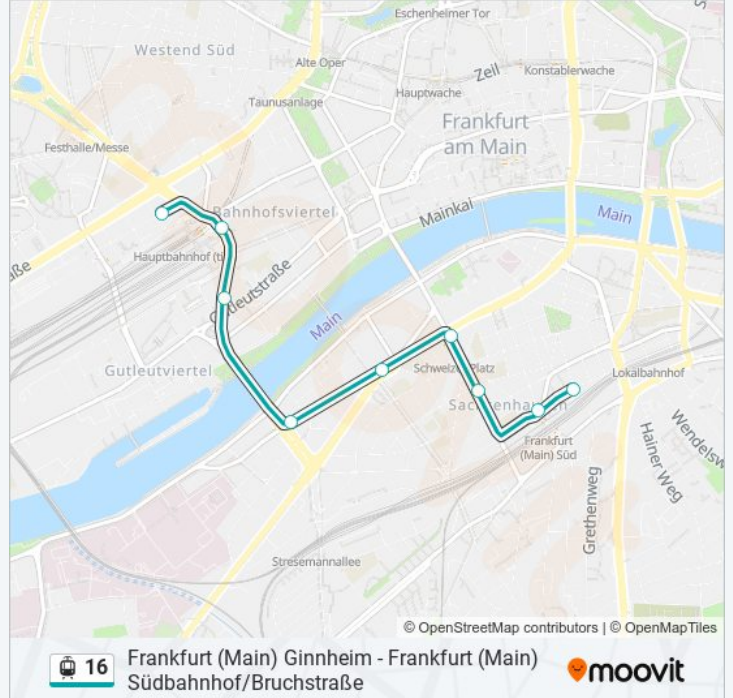 Eschenheimer Tor
Westend Süd
Alte Oper
Zeil
Konstablerwache
Hauptwache
Taunusanlage
Frankfurt
am Main
Festhalle/Messe
Bahnhofsviertel
Mainkai
Main
Hauptbahnhof (ti
Gutleutstraße
aße
Main
Gutleutviertel
Schweizer Platz
Lokalbahnhof
Sachsenhausen
Frankfurt
(Main) Süd
Wendelsw
Hainer Weg
Grethenweg
Stresemannallee
© OpenStreetMap contributors | © OpenMapTiles
16
Frankfurt (Main) Ginnheim - Frankfurt (Main)
Südbahnhof/Bruchstraße
moovit